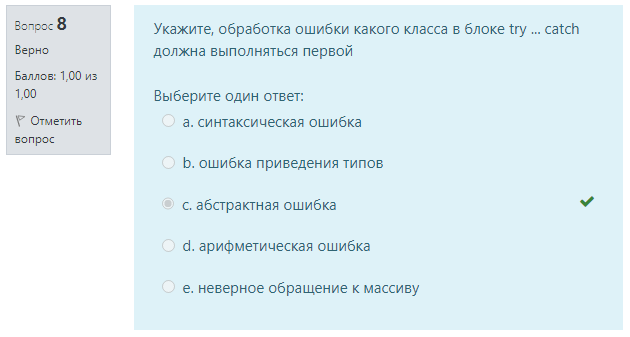 Вопрос 8
Верно
Баллов: 1,00 из
1,00
Отметить
вопрос
Укажите, обработка ошибки какого класса в блоке try ... catch
должна выполняться первой
Выберите один ответ:
a. синтаксическая ошибка
b. ошибка приведения типов
c. абстрактная ошибка
d. арифметическая ошибка
e. неверное обращение к массиву